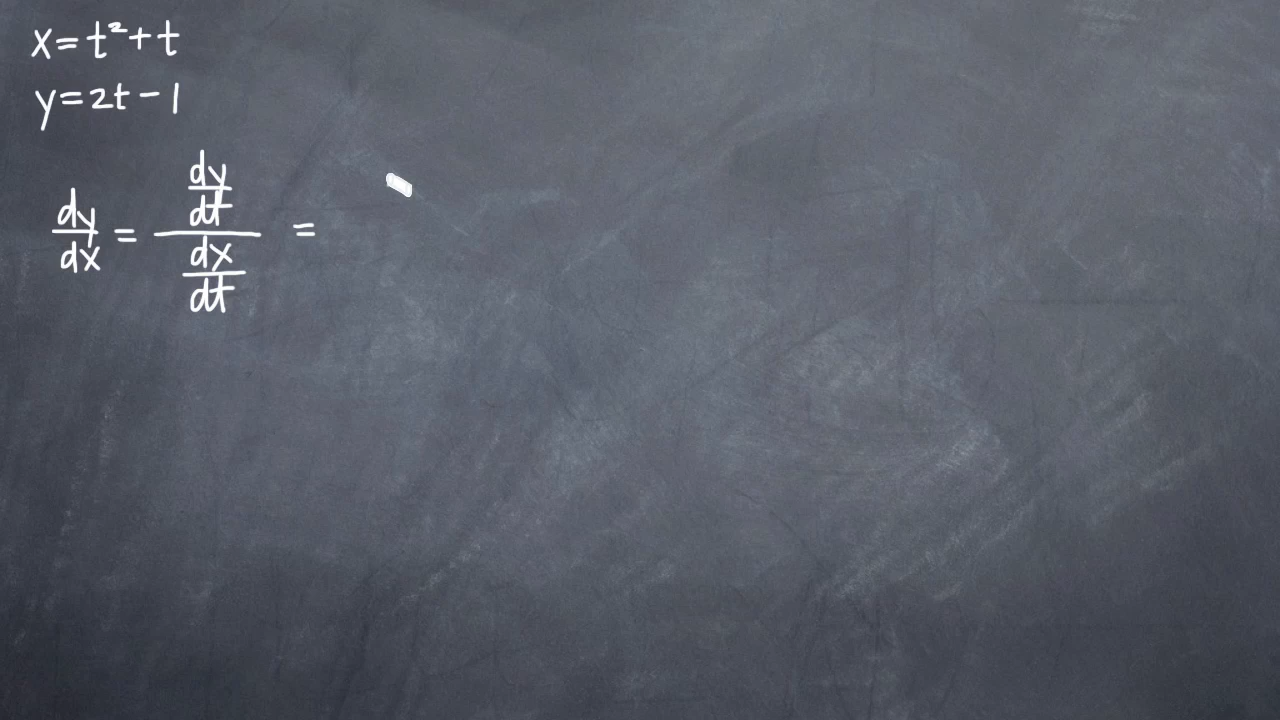 x = t² + t
y = 2t - 1
dy/dx = (dy/dt)/(dx/dt) =